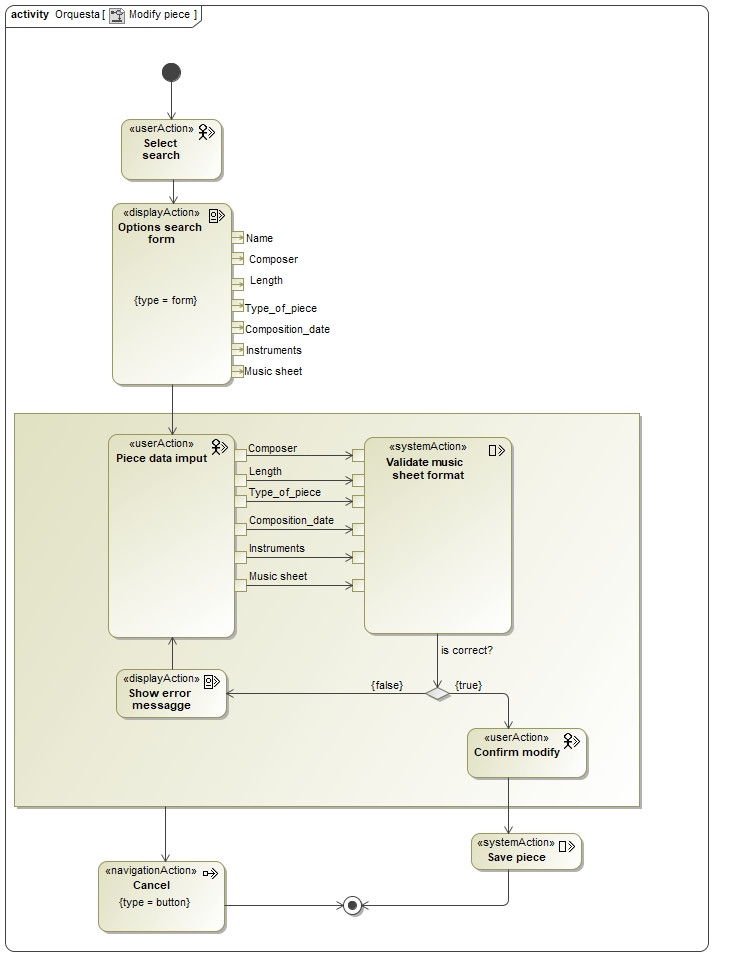 activity Orquesta [ Modify piece ]
«userAction»
Select
search
«displayAction»
Options search
form
{type = form}
Name
Composer
Length
Type_of_piece
Composition_date
Instruments
Music sheet
«userAction»
Piece data imput
Composer
Length
Type_of_piece
Composition_date
Instruments
Music sheet
«systemAction»
Validate music
sheet format
is correct?
{false}
{true}
«displayAction»
Show error
messagge
«userAction»
Confirm modify
«systemAction»
Save piece
«navigationAction»
Cancel
{type = button}